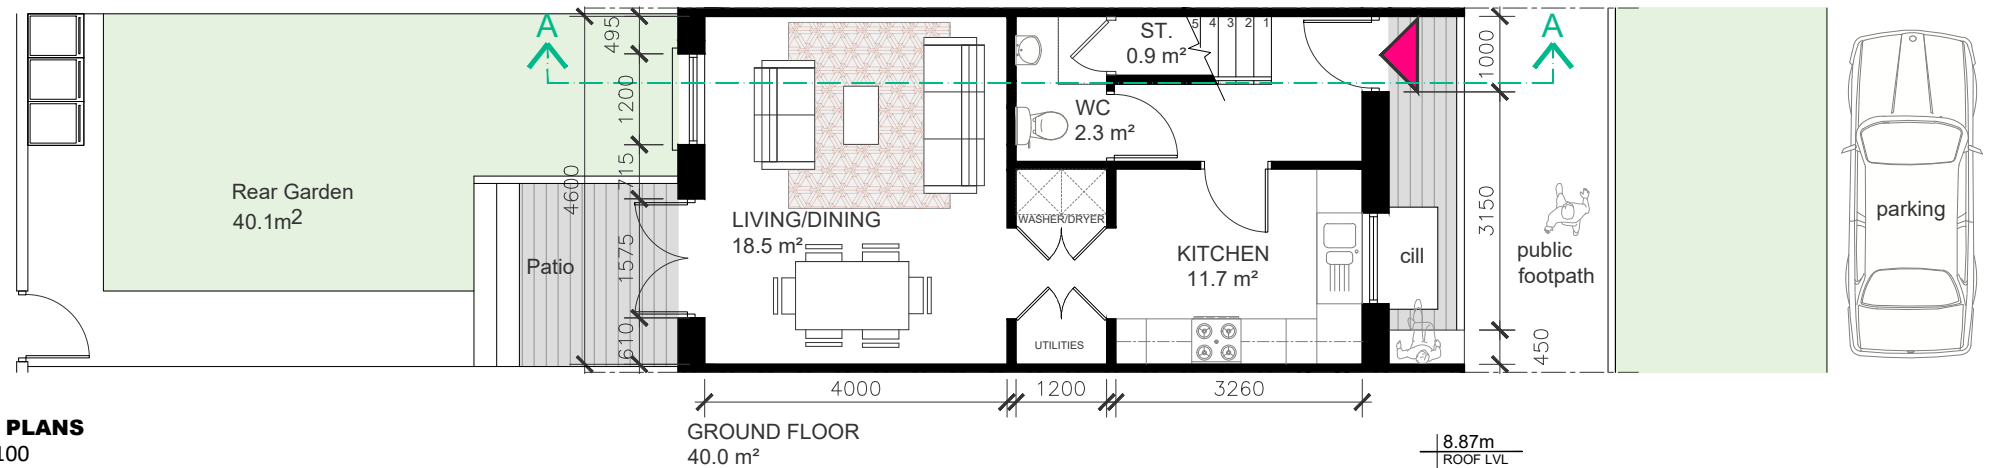 A
A
495
1200
715
4600
1575
610
Rear Garden
40.1m2
Patio
LIVING/DINING
18.5 m²
ST.
0.9 m²
5 4 3 2 1
WC
2.3 m²
WASHER/DRYER
KITCHEN
11.7 m²
UTILITIES
cill
1000
3150
450
public
footpath
parking
4000
1200
3260
GROUND FLOOR
40.0 m²
PLANS
100
8.87m
ROOF LVL